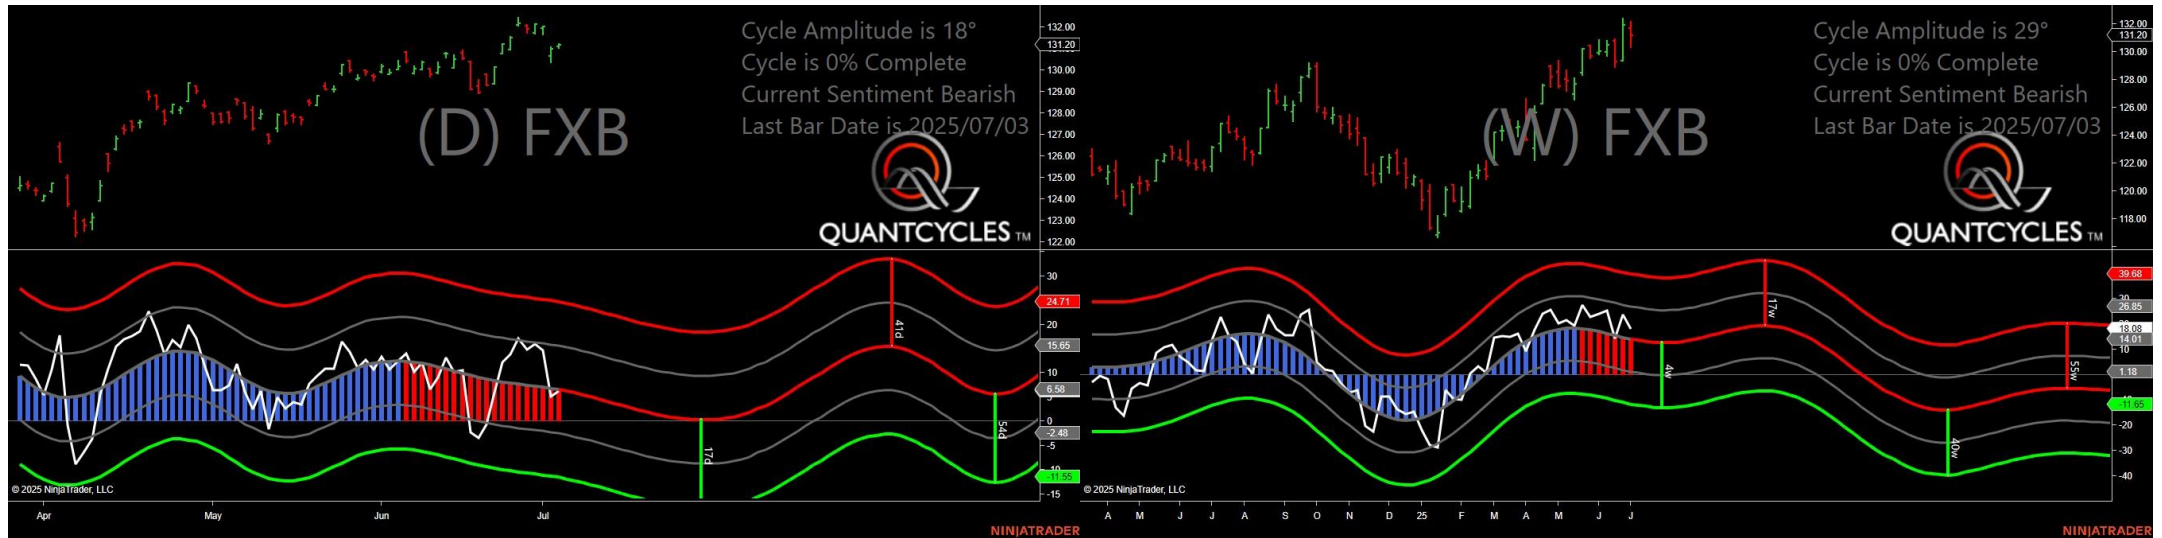 Cycle Amplitude is 18°
Cycle is 0% Complete
Current Sentiment Bearish
Last Bar Date is 2025/07/03
(D) FXB
QUANTCYCLES TM
132.00
131.20
130.00
129.00
128.00
127.00
126.00
125.00
124.00
123.00
122.00
30
24.71
20
15.65
10
6.58
0
-2.48
-5
-10
-11.55
-15
41d
17d
54d
© 2025 NinjaTrader, LLC
Apr May Jun Jul
NINJATRADER
Cycle Amplitude is 29°
Cycle is 0% Complete
Current Sentiment Bearish
Last Bar Date is 2025/07/03
(W) FXB
QUANTCYCLES TM
132.00
131.20
130.00
128.00
126.00
124.00
122.00
120.00
118.00
39.68
30
26.85
18.08
14.01
10
1.18
-11.65
-20
-30
-40
17w
4w
55w
40w
© 2025 NinjaTrader, LLC
A M J J A S O N D 25 F M A M J J
NINJATRADER